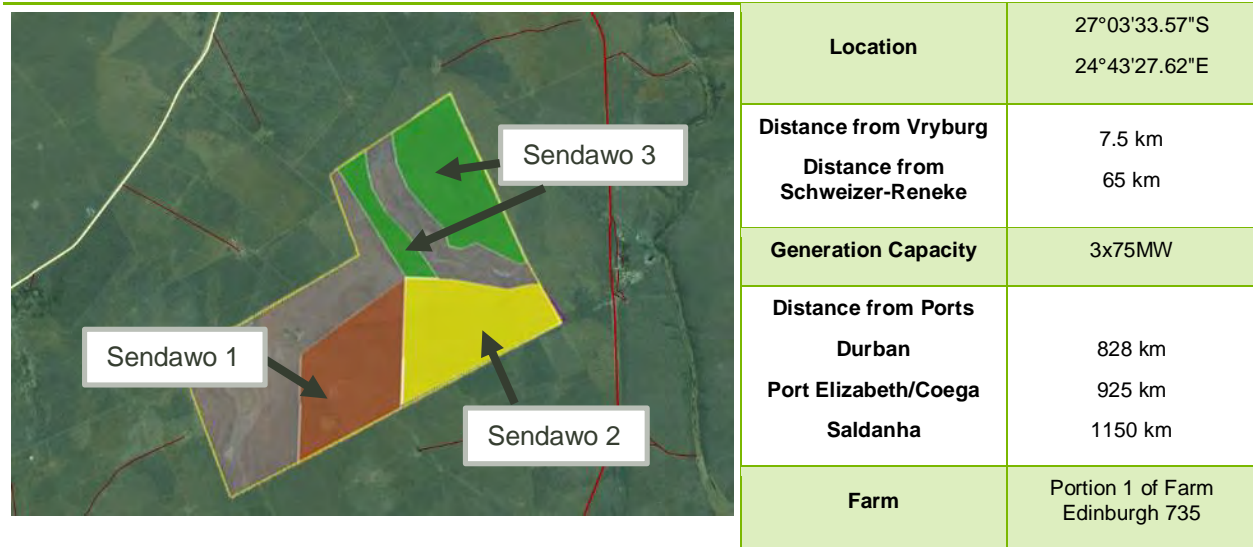 Sendawo 3
Sendawo 1
Sendawo 2
Location
27°03'33.57"S
24°43'27.62"E
Distance from Vryburg
7.5 km
Distance from
Schweizer-Reneke
65 km
Generation Capacity
3x75MW
Distance from Ports
Durban
828 km
Port Elizabeth/Coega
925 km
Saldanha
1150 km
Farm
Portion 1 of Farm
Edinburgh 735